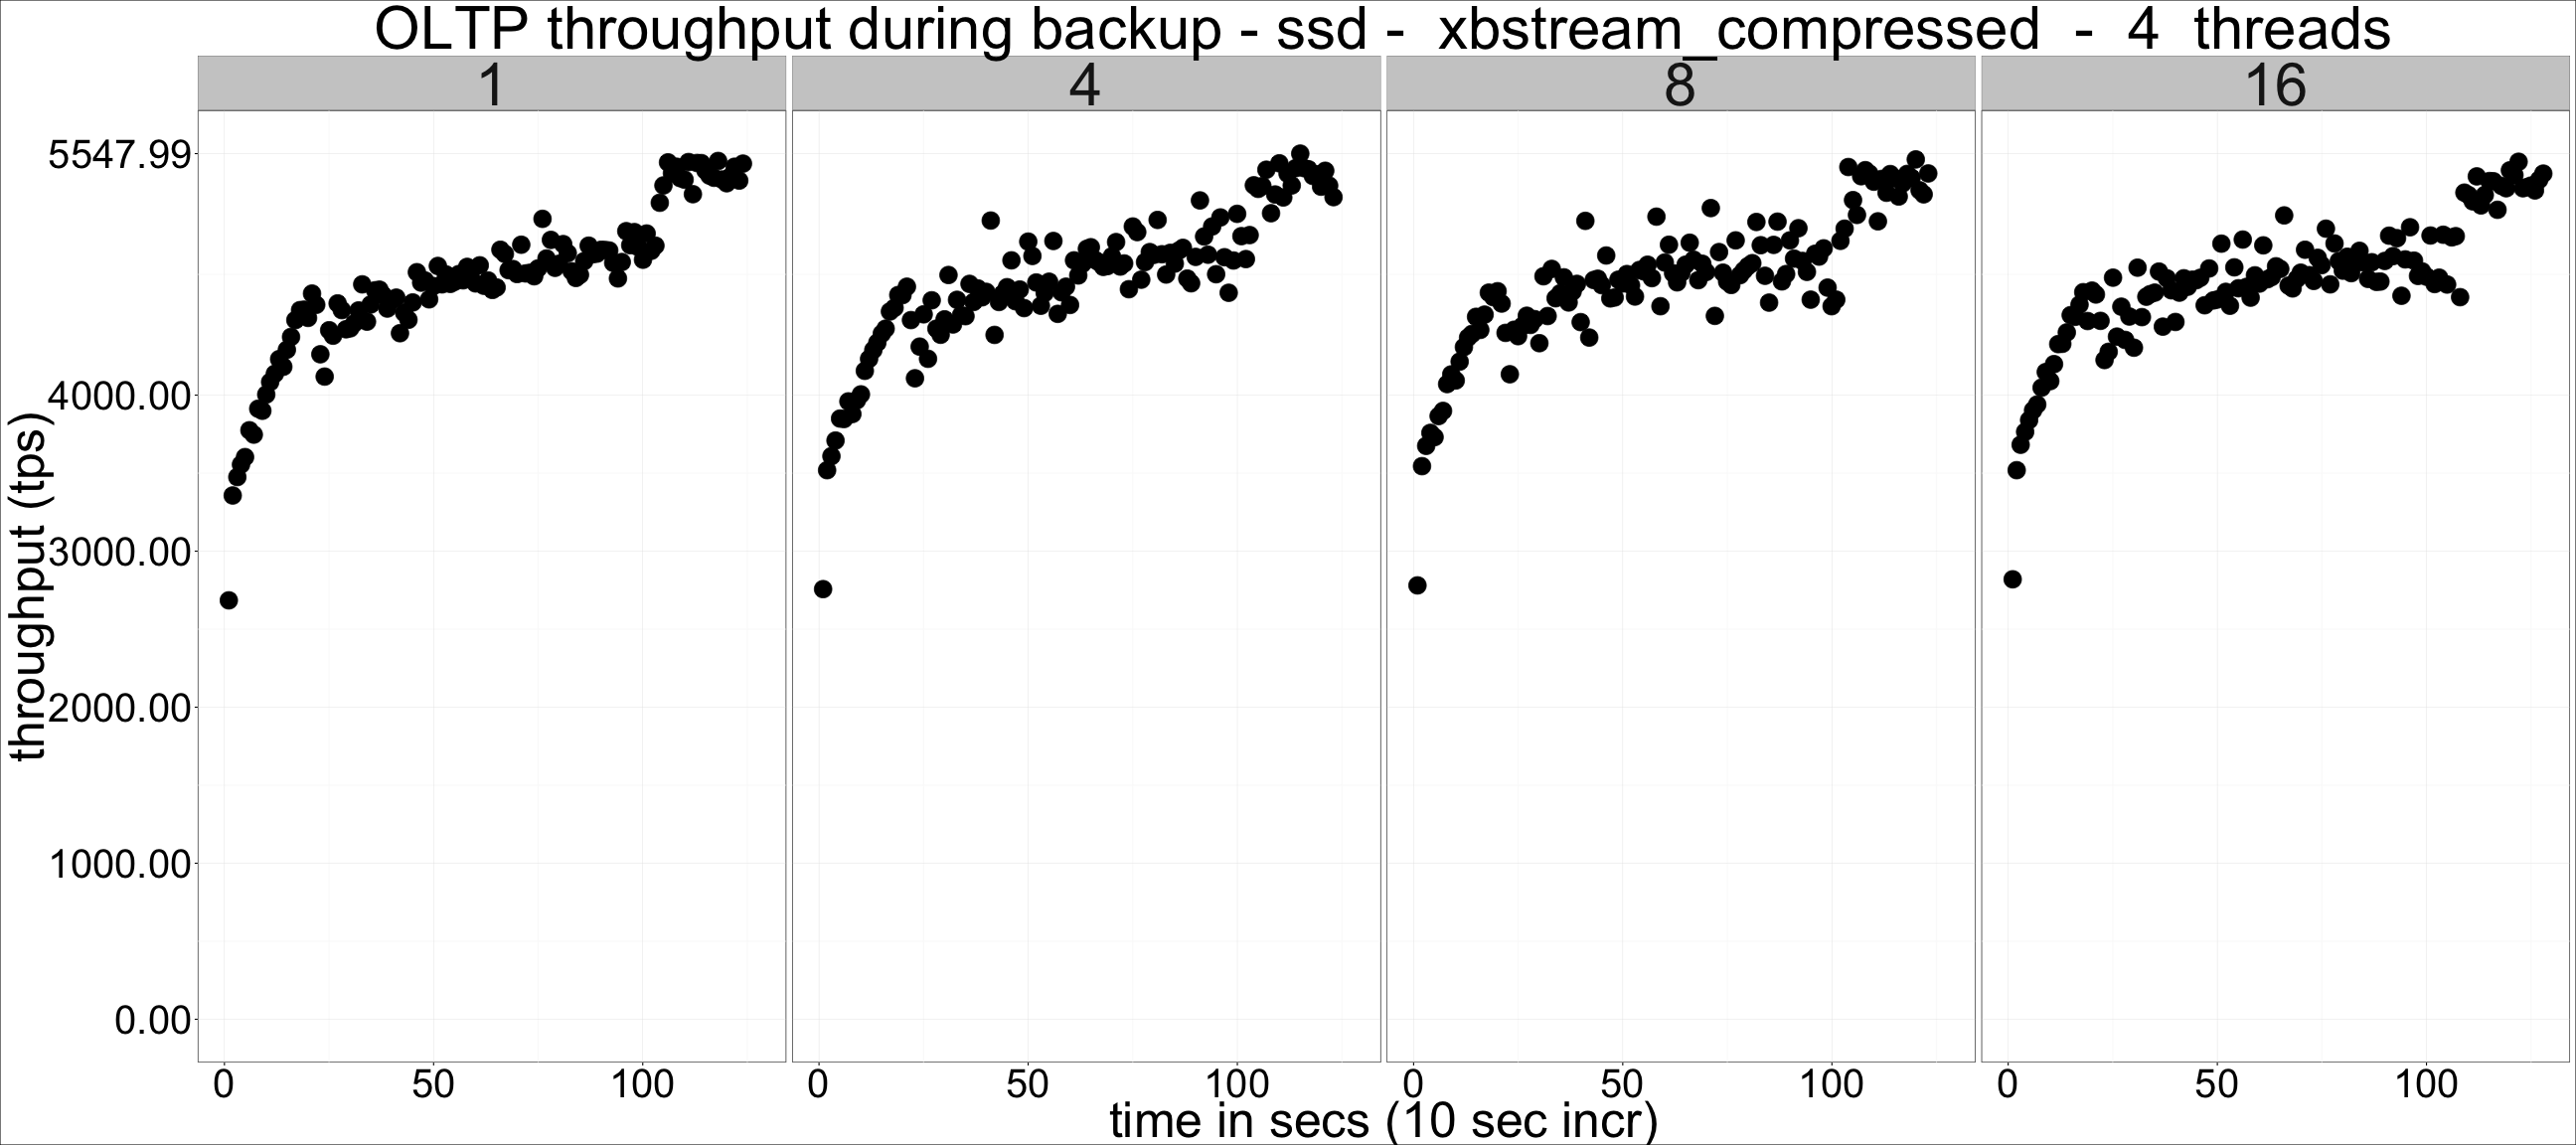 OLTP throughput during backup - ssd - xbstream_compressed - 4 threads
1 4 8 16
throughput (tps)
5547.99
4000.00
3000.00
2000.00
1000.00
0.00
0 50 100 0 50 100 0 50 100 0 50 100
time in secs (10 sec incr)